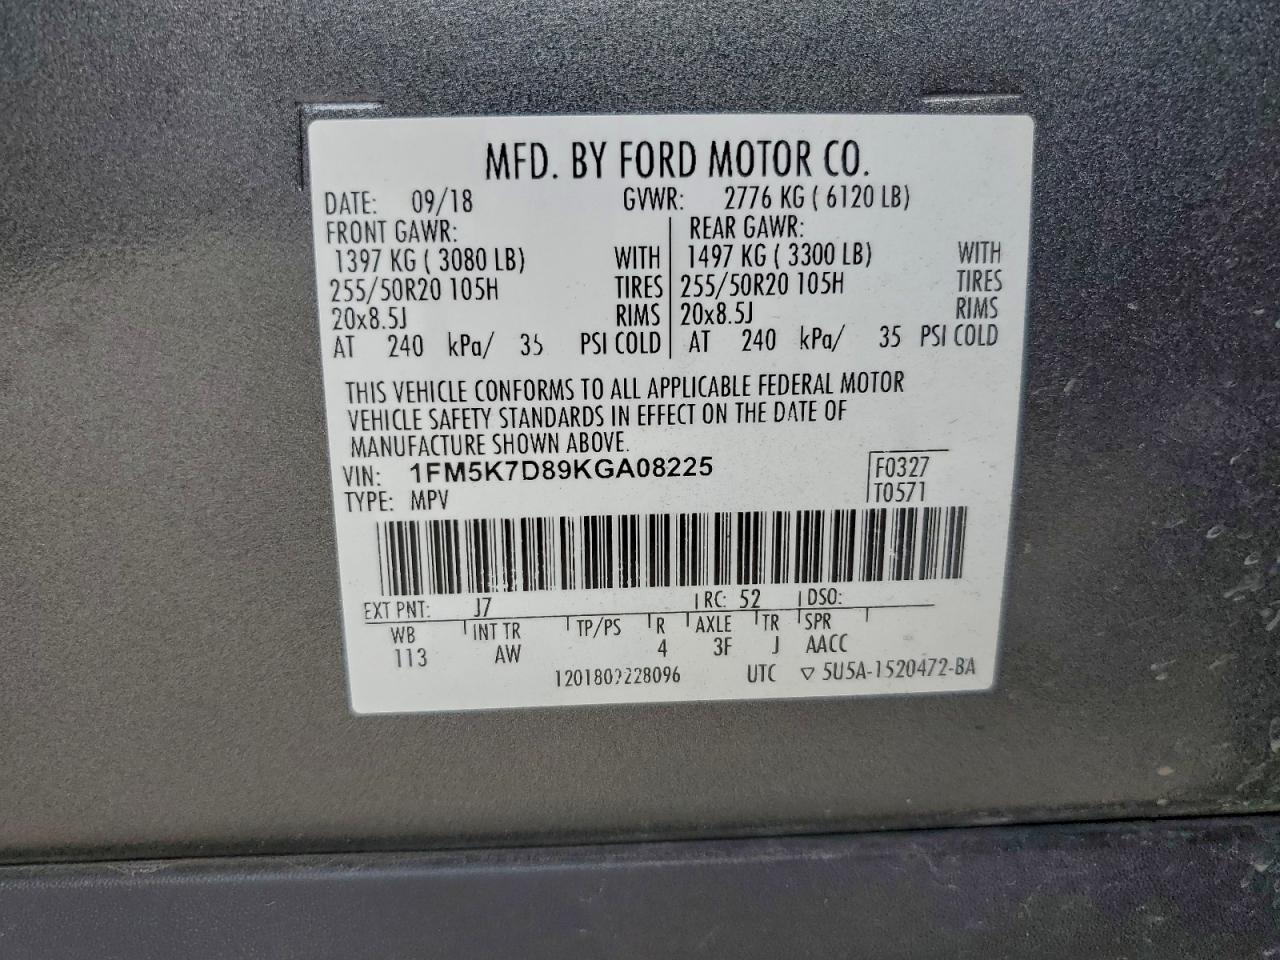 MFD. BY FORD MOTOR CO.
DATE: 09/18 GVWR: 2776 KG ( 6120 LB)
FRONT GAWR: REAR GAWR:
1397 KG ( 3080 LB) WITH 1497 KG ( 3300 LB) WITH
255/50R20 105H TIRES 255/50R20 105H TIRES
20x8.5J RIMS 20x8.5J RIMS
AT 240 kPa/ 35 PSI COLD AT 240 kPa/ 35 PSI COLD
THIS VEHICLE CONFORMS TO ALL APPLICABLE FEDERAL MOTOR
VEHICLE SAFETY STANDARDS IN EFFECT ON THE DATE OF
MANUFACTURE SHOWN ABOVE.
VIN: 1FM5K7D89KGA08225 F0327
TYPE: MPV T0571
EXT PNT: J7 RC: 52 DSO:
WB INT TR TP/PS R AXLE TR SPR
113 AW 4 3F J AACC
UTC ▽ 5U5A-1520472-BA